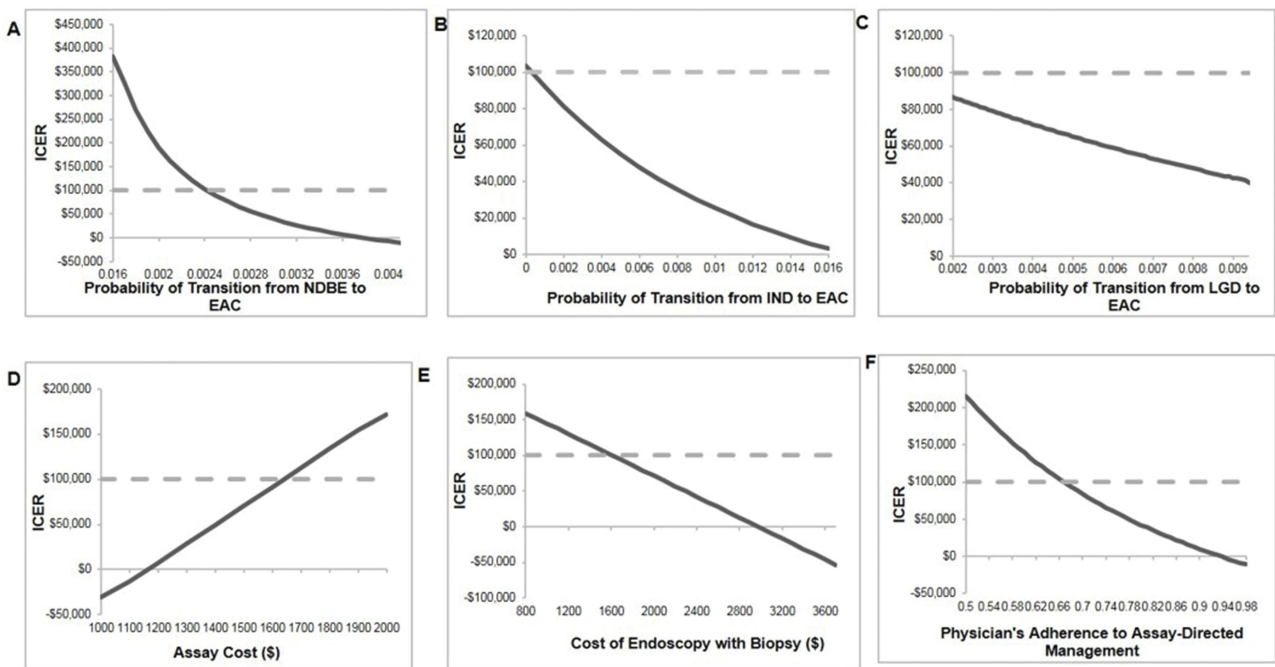 A
$450,000
$400,000
$350,000
$300,000
$250,000
$200,000
$150,000
$100,000
$50,000
$0
-$50,000
ICER
0.016 0.002 0.0024 0.0028 0.0032 0.0036 0.004
Probability of Transition from NDBE to
EAC
B
$120,000
$100,000
$80,000
$60,000
$40,000
$20,000
$0
ICER
0 0.002 0.004 0.006 0.008 0.01 0.012 0.014 0.016
Probability of Transition from IND to EAC
C
$120,000
$100,000
$80,000
$60,000
$40,000
$20,000
$0
ICER
0.002 0.003 0.004 0.005 0.006 0.007 0.008 0.009
Probability of Transition from LGD to
EAC
D
$200,000
$150,000
$100,000
$50,000
$0
-$50,000
ICER
1000 1100 1200 1300 1400 1500 1600 1700 1800 1900 2000
Assay Cost ($)
E
$200,000
$150,000
$100,000
$50,000
$0
-$50,000
-$100,000
ICER
800 1200 1600 2000 2400 2800 3200 3600
Cost of Endoscopy with Biopsy ($)
F
$250,000
$200,000
$150,000
$100,000
$50,000
$0
-$50,000
ICER
0.5 0.54 0.58 0.62 0.66 0.7 0.74 0.78 0.82 0.86 0.9 0.94 0.98
Physician's Adherence to Assay-Directed
Management